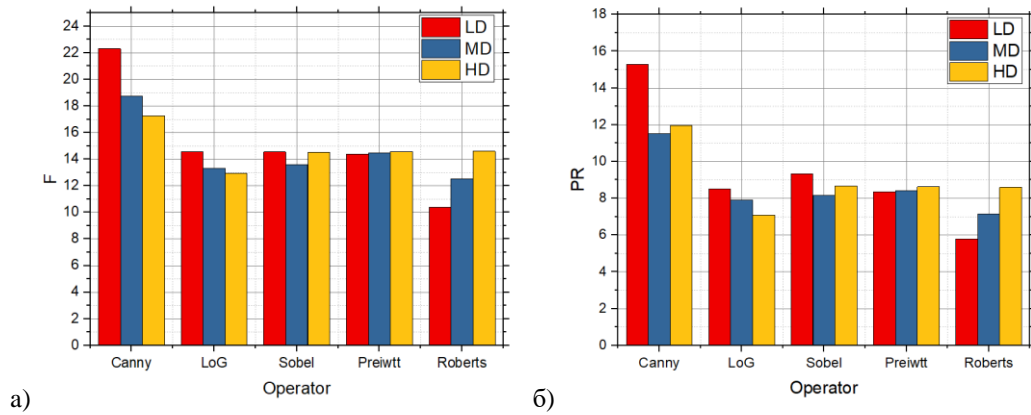 24
22
20
18
16
14
12
10
8
6
4
2
0
F
LD
MD
HD
Canny LoG Sobel Preiwtt Roberts
Operator
а)
18
16
14
12
10
8
6
4
2
0
PR
LD
MD
HD
Canny LoG Sobel Preiwtt Roberts
Operator
б)